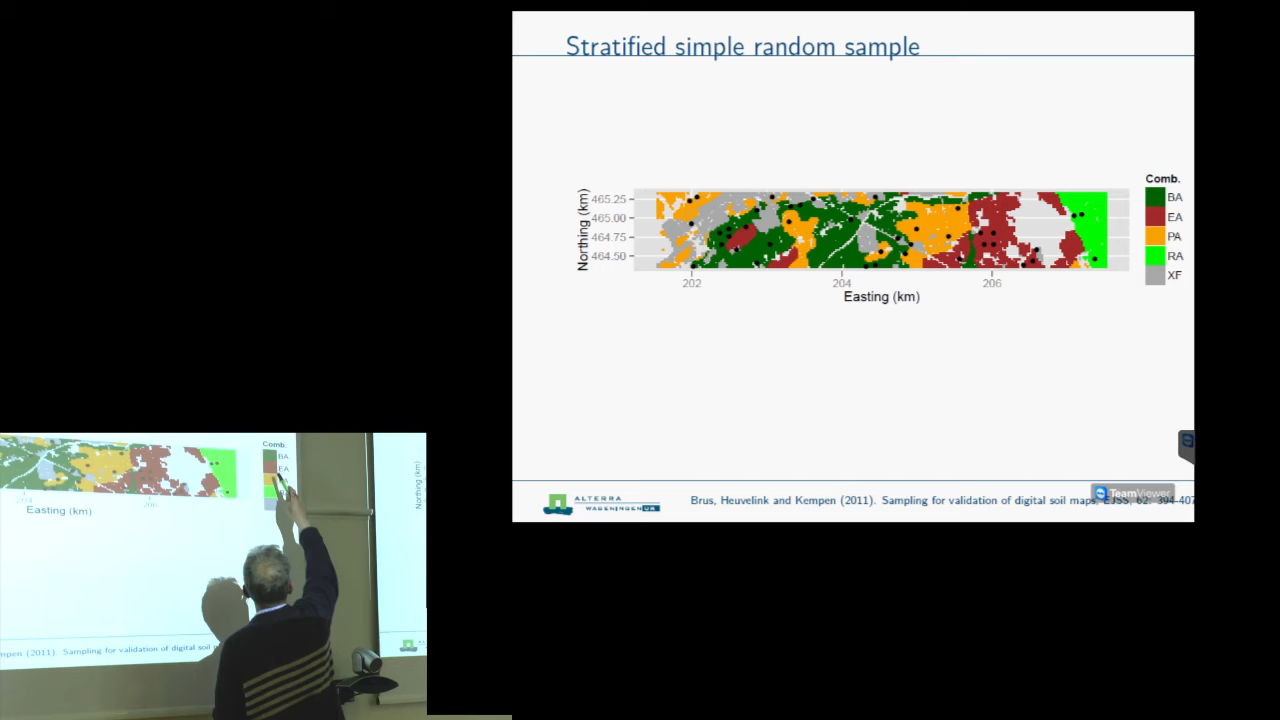 Stratified simple random sample
Comb.
BA
EA
PA
RA
XF
Northing (km)
465.25
465.00
464.75
464.50
202
204
206
Easting (km)
ALTERRA
WAGENINGEN UR
Brus, Heuvelink and Kempen (2011). Sampling for validation of digital soil maps, EJSS, 62: 394-407
TeamViewer
Comb.
BA
EA
204
206
Easting (km)
Northing (km)
mpen (2011). Sampling for validation of digital soil